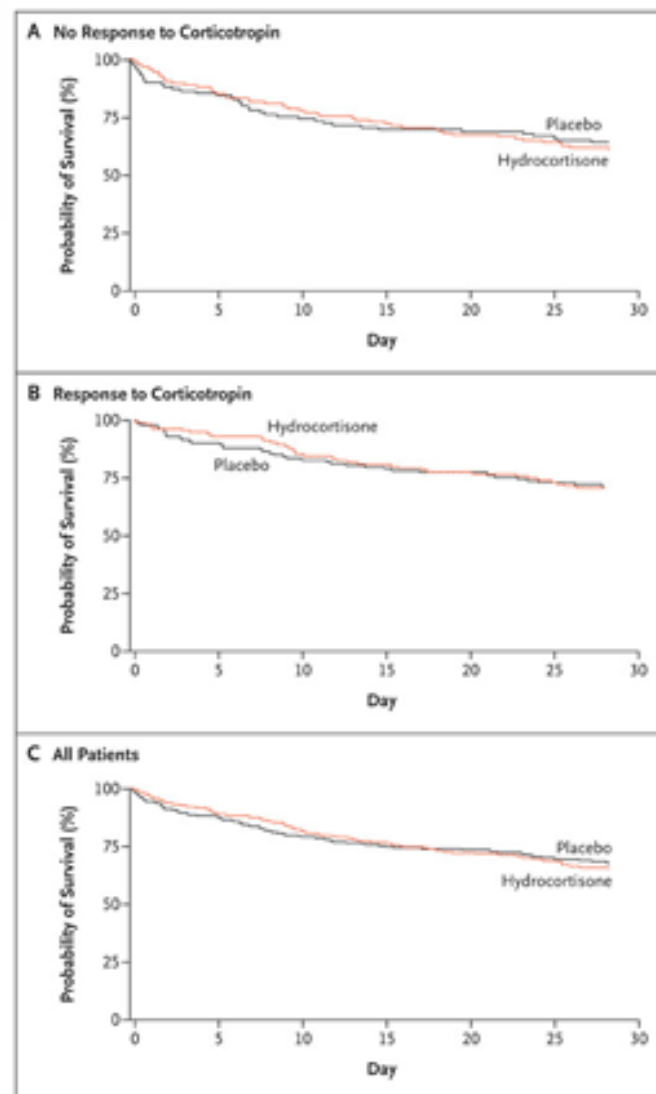 A No Response to Corticotropin
Probability of Survival (%)
100
75
50
25
0
Placebo
Hydrocortisone
0 5 10 15 20 25 30
Day
B Response to Corticotropin
Probability of Survival (%)
100
75
50
25
0
Hydrocortisone
Placebo
0 5 10 15 20 25 30
Day
C All Patients
Probability of Survival (%)
100
75
50
25
0
Placebo
Hydrocortisone
0 5 10 15 20 25 30
Day